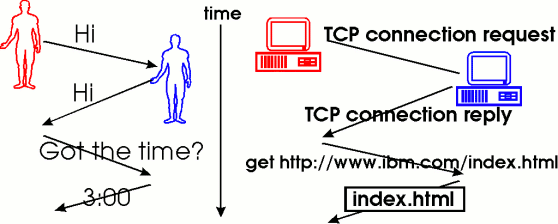 Hi
Hi
Got the time?
3:00
time
TCP connection request
TCP connection reply
get http://www.ibm.com/index.html
index.html